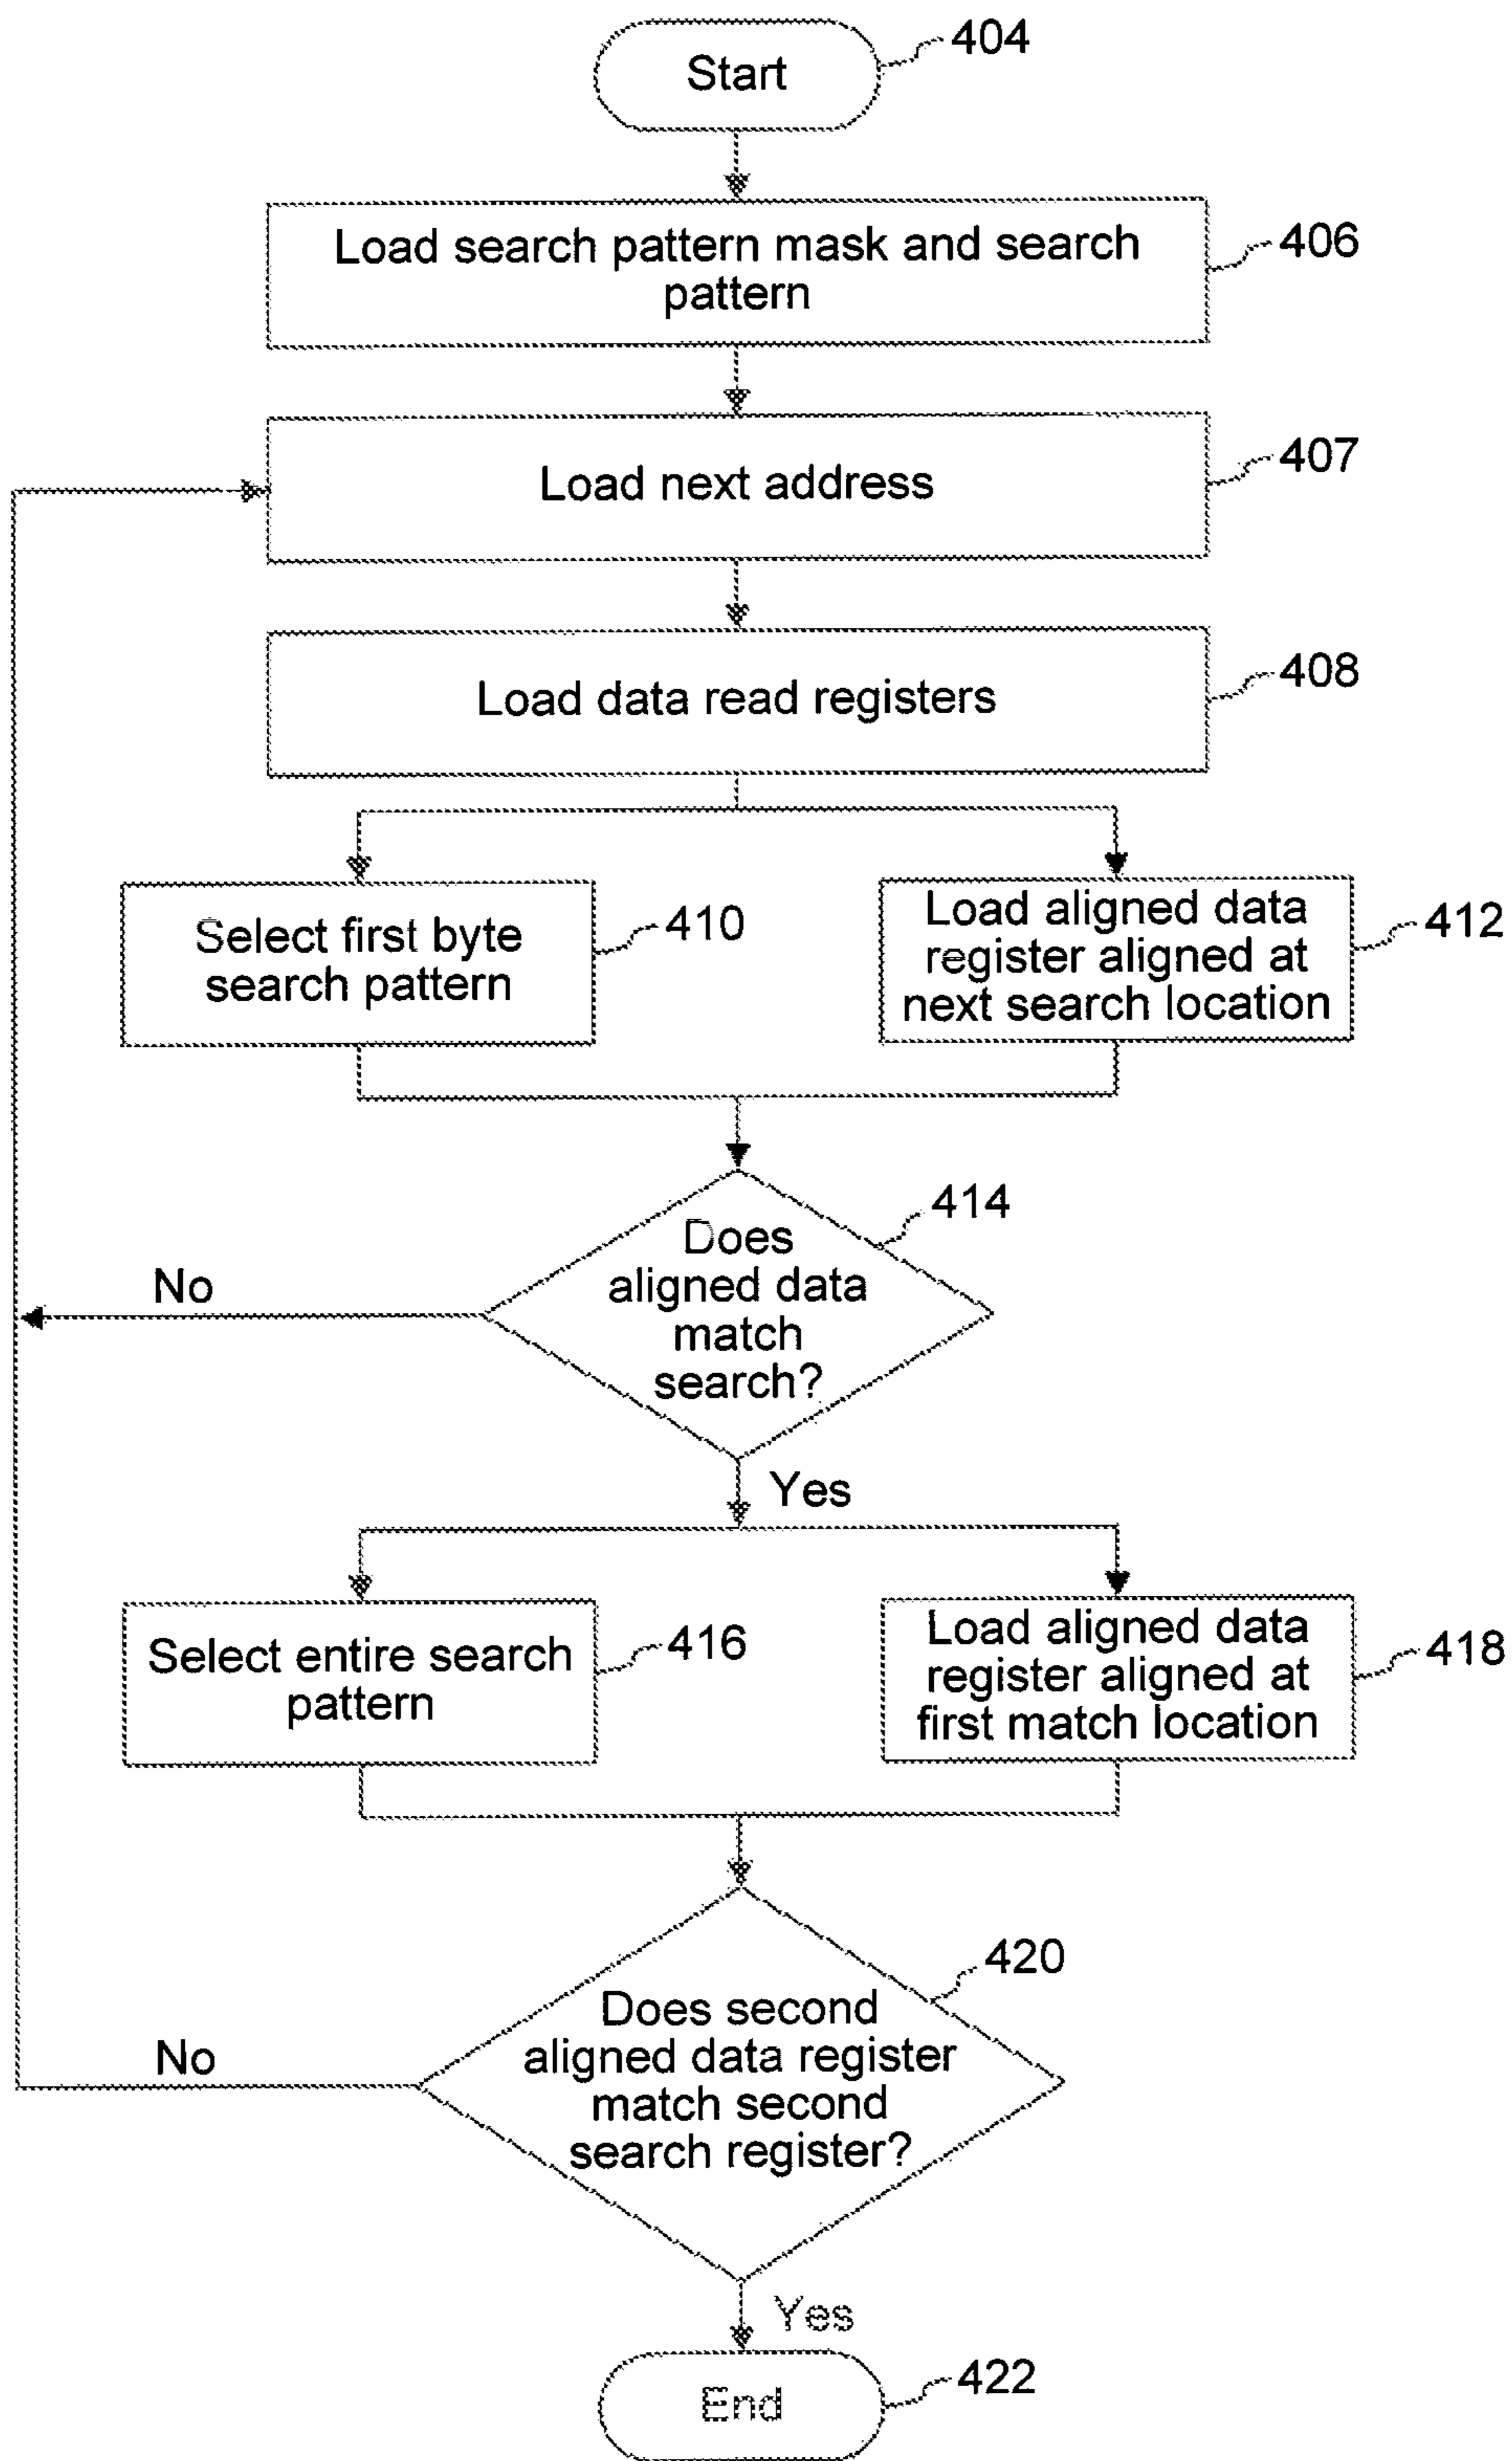 404
Start
Load search pattern mask and search
pattern
406
Load next address
407
Load data read registers
408
Select first byte
search pattern
410
Load aligned data
register aligned at
next search location
412
414
Does
aligned data
match
search?
No
Yes
Select entire search
pattern
416
Load aligned data
register aligned at
first match location
418
420
Does second
aligned data register
match second
search register?
No
Yes
End
422